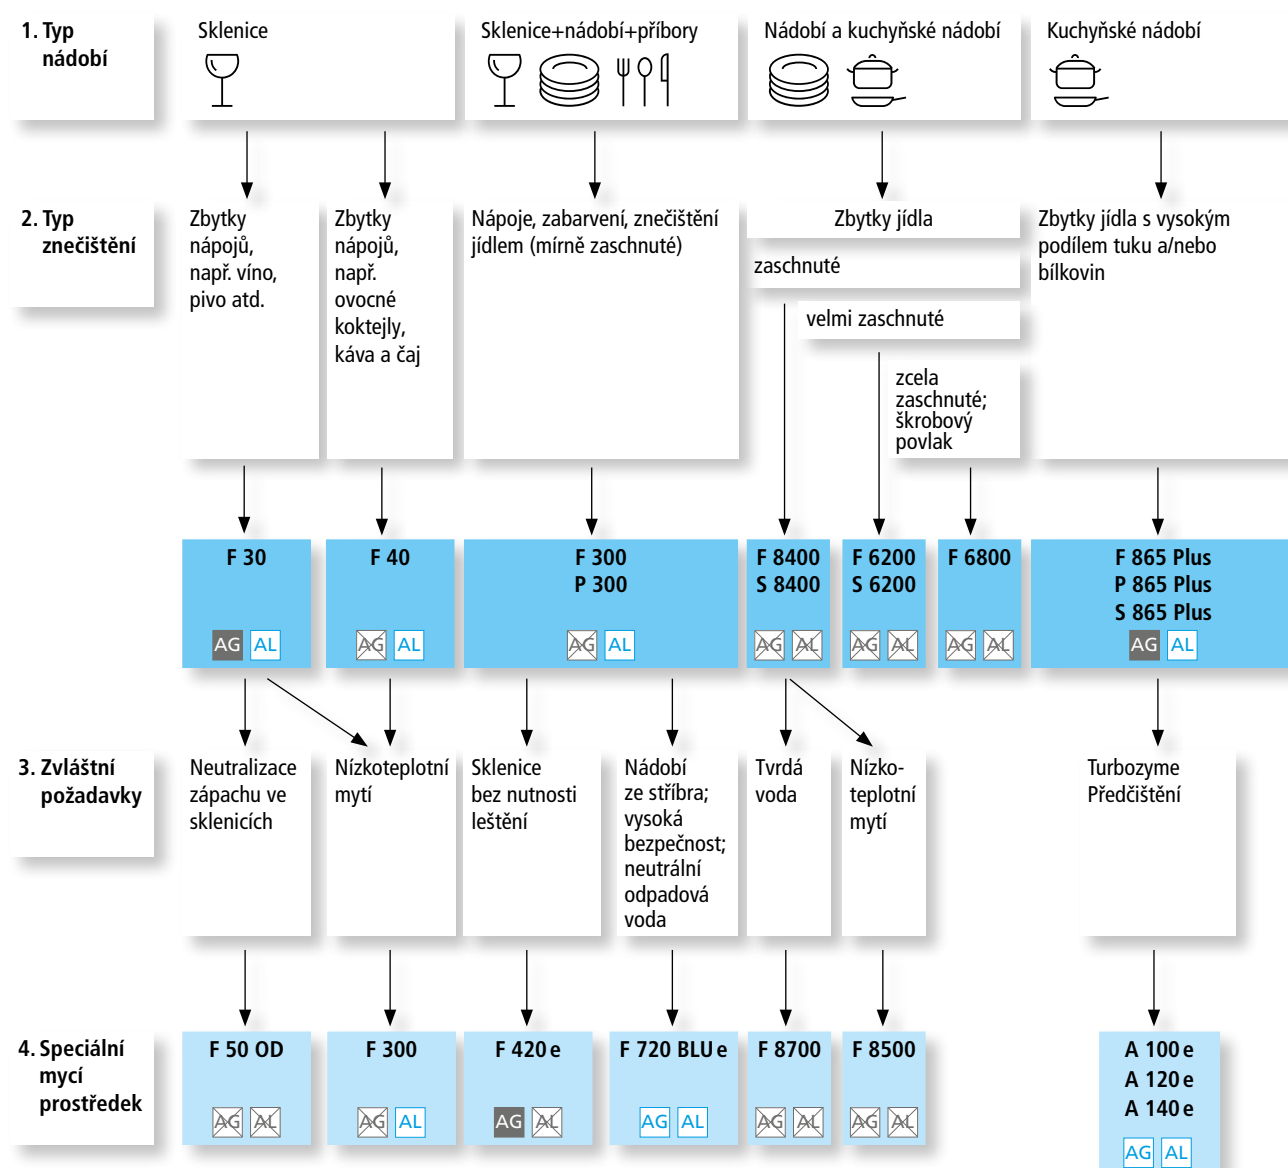 1. Typ
nádobí
Sklenice
Sklenice+nádobí+příbory
Nádobí a kuchyňské nádobí
Kuchyňské nádobí
2. Typ
znečištění
Zbytky
nápojů,
např. víno,
pivo atd.
Zbytky
nápojů,
např.
ovocné
koktejly,
káva a čaj
Nápoje, zabarvení, znečištění
jídlem (mírně zaschnuté)
Zbytky jídla
zaschnuté
velmi zaschnuté
zcela
zaschnuté;
škrobový
povlak
Zbytky jídla s vysokým
podílem tuku a/nebo
bílkovin
F 30
AG AL
F 40
AG AL
F 300
P 300
AG AL
F 8400
S 8400
AG AL
F 6200
S 6200
AG AL
F 6800
AG AL
F 865 Plus
P 865 Plus
S 865 Plus
AG AL
3. Zvláštní
požadavky
Neutralizace
zápachu ve
sklenicích
Nízkoteplotní
mytí
Sklenice
bez nutnosti
leštění
Nádobí
ze stříbra;
vysoká
bezpečnost;
neutrální
odpadová
voda
Tvrdá
voda
Nízko-
teplotní
mytí
Turbozyme
Předčištění
4. Speciální
mycí
prostředek
F 50 OD
AG AL
F 300
AG AL
F 420 e
AG AL
F 720 BLU e
AG AL
F 8700
AG AL
F 8500
AG AL
A 100 e
A 120 e
A 140 e
AG AL